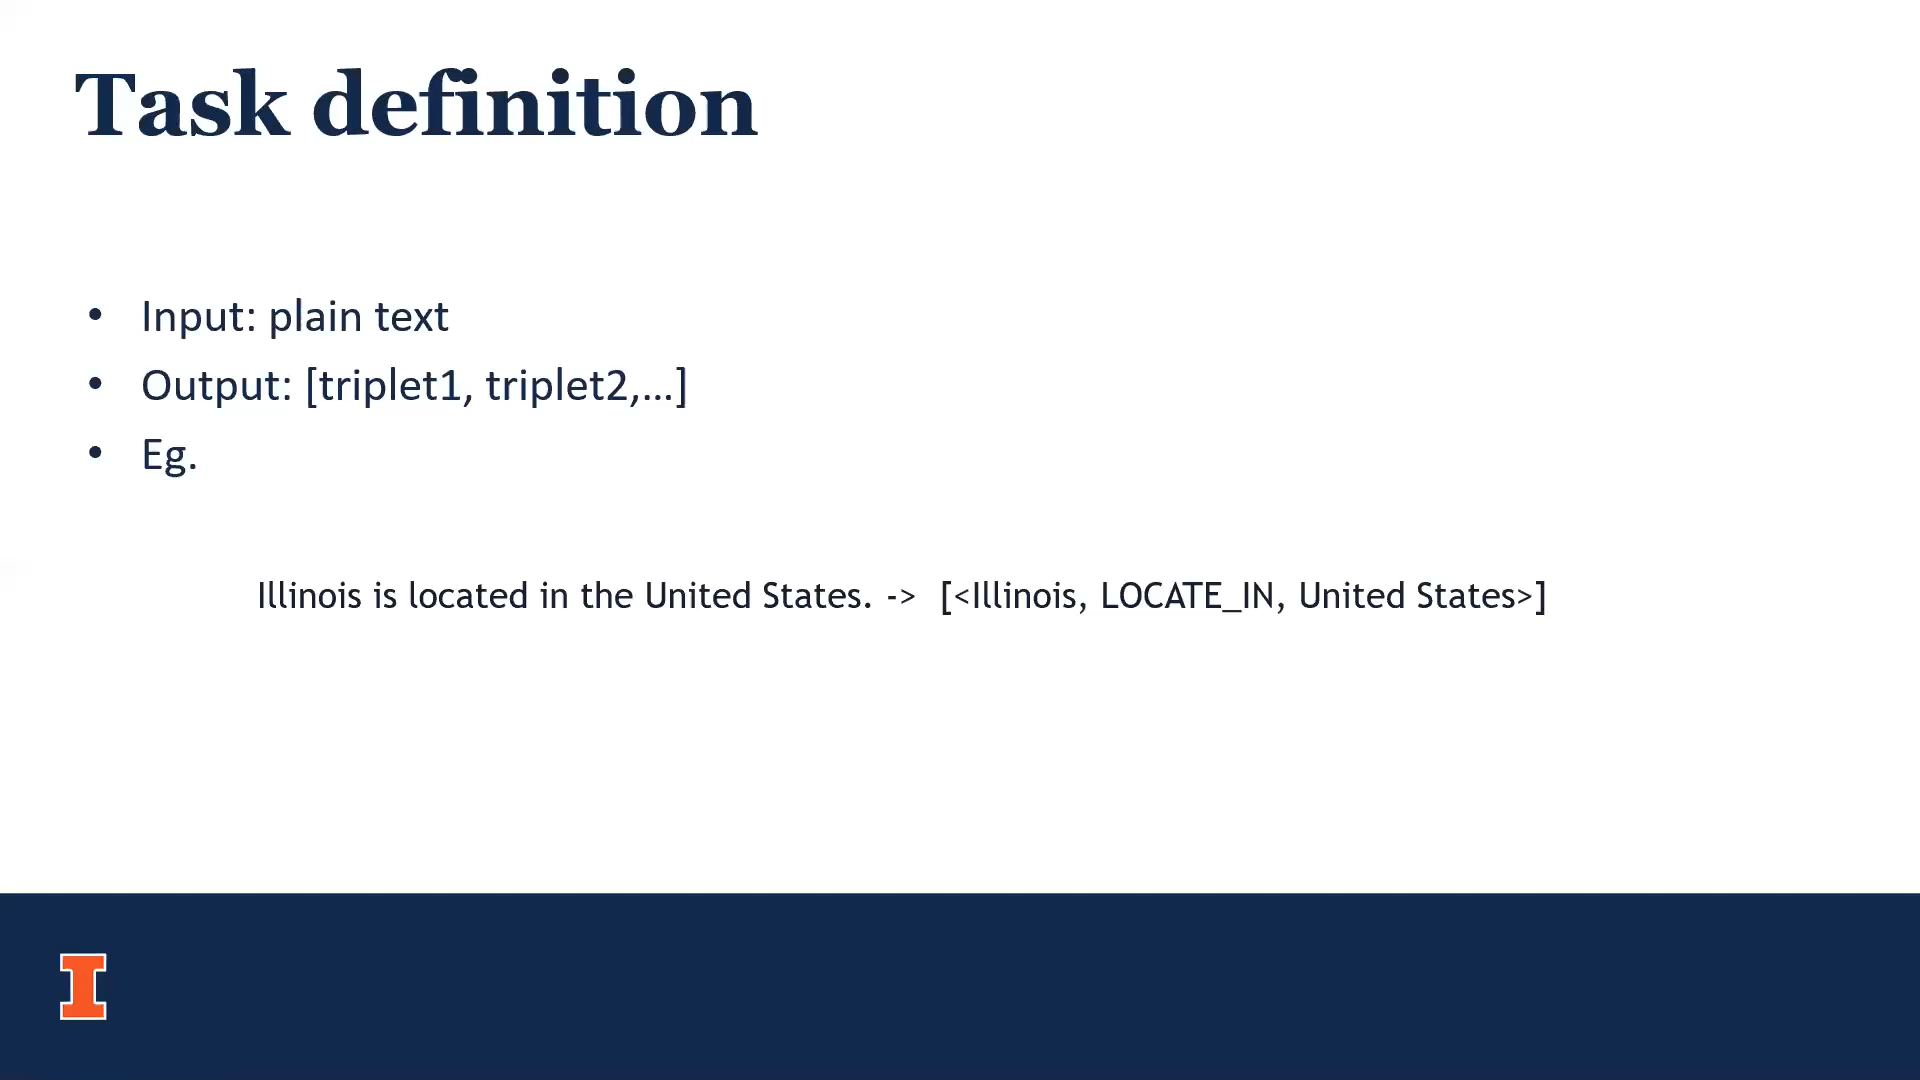 Task definition
• Input: plain text
• Output: [triplet1, triplet2,...]
• Eg.
Illinois is located in the United States. -> [<Illinois, LOCATE_IN, United States>]
I